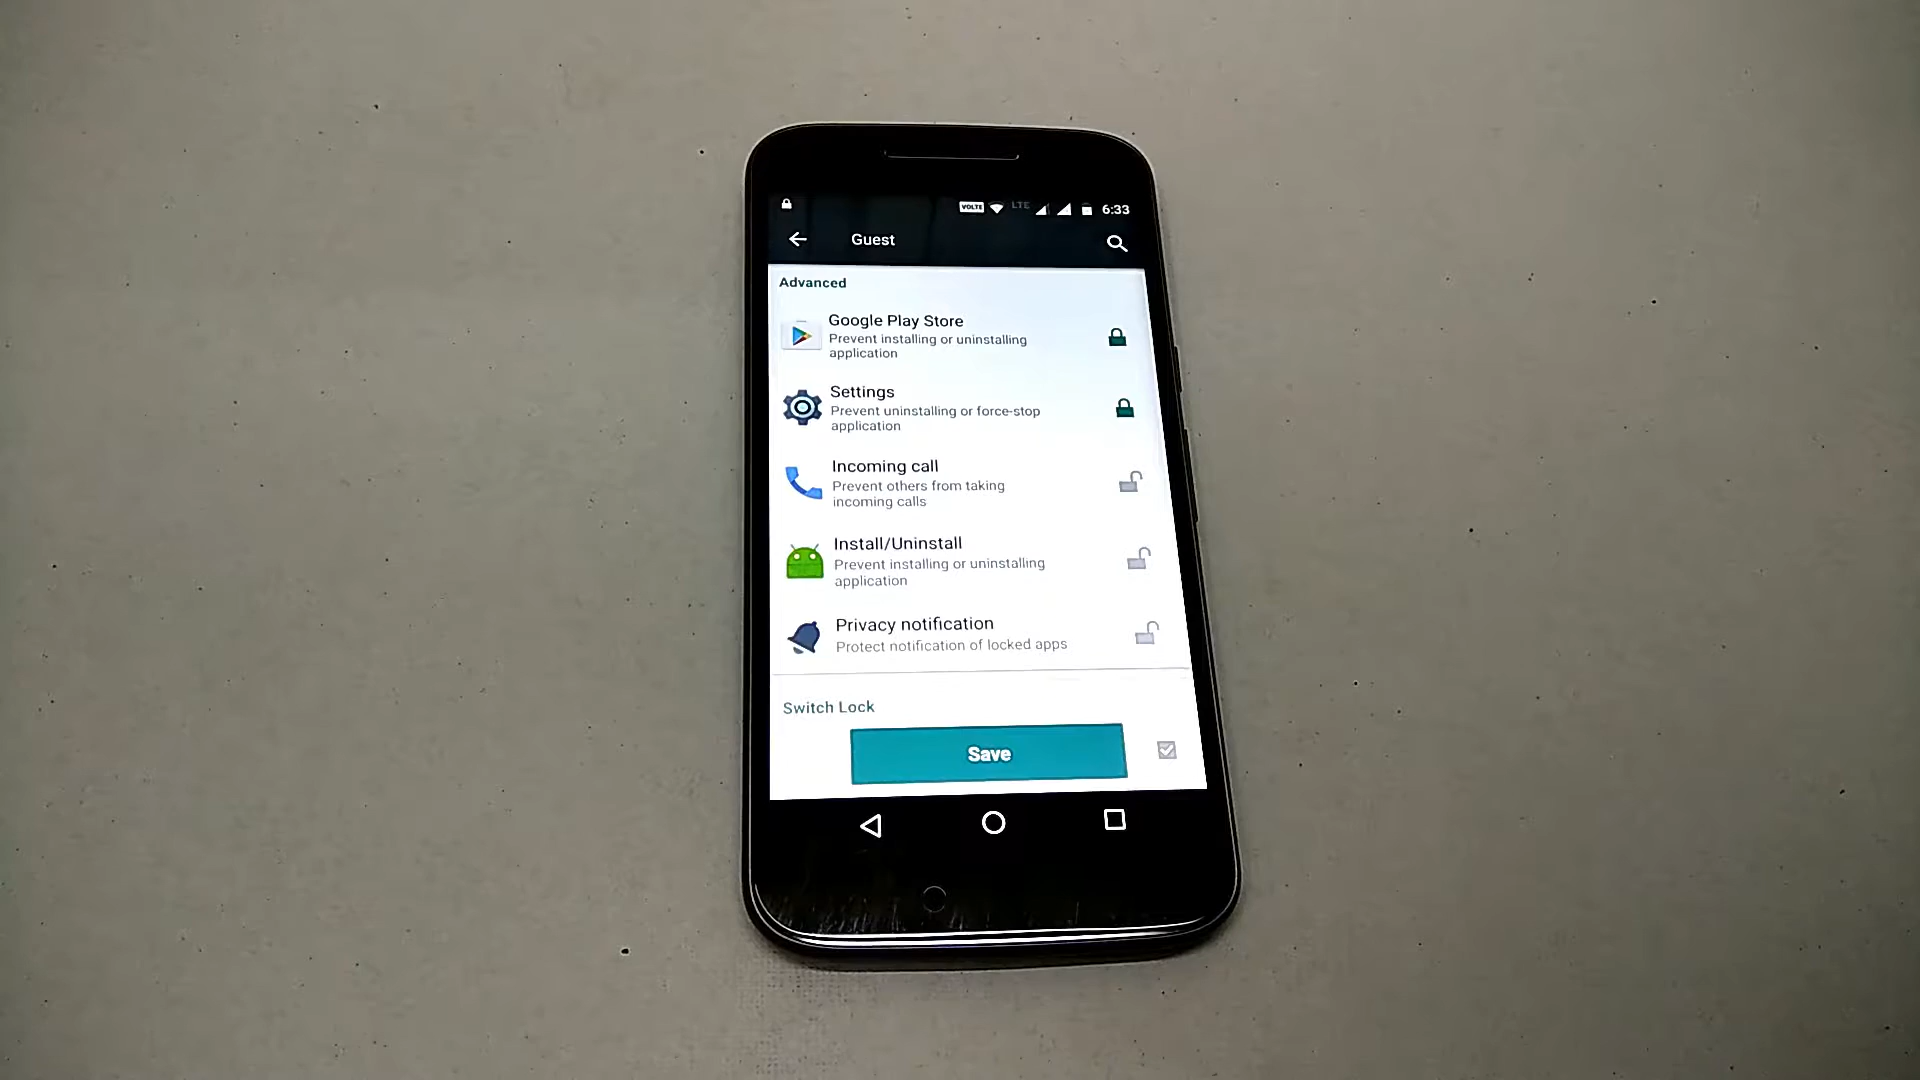 VOLTE LTE 6:33
Guest
Advanced
Google Play Store
Prevent installing or uninstalling
application
Settings
Prevent uninstalling or force-stop
application
Incoming call
Prevent others from taking
incoming calls
Install/Uninstall
Prevent installing or uninstalling
application
Privacy notification
Protect notification of locked apps
Switch Lock
Save